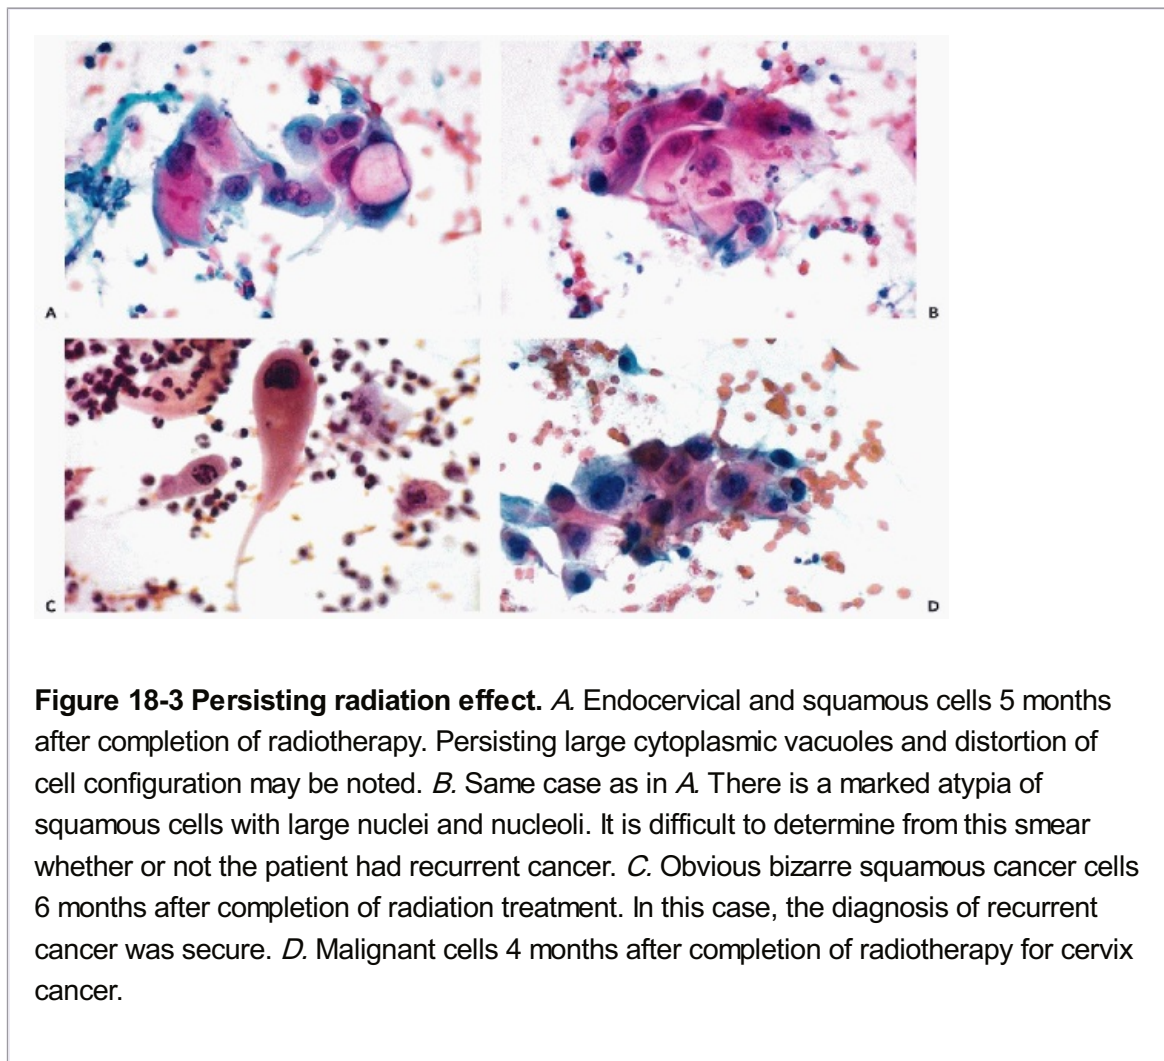 A
B
C
D
Figure 18-3 Persisting radiation effect. A. Endocervical and squamous cells 5 months
after completion of radiotherapy. Persisting large cytoplasmic vacuoles and distortion of
cell configuration may be noted. B. Same case as in A. There is a marked atypia of
squamous cells with large nuclei and nucleoli. It is difficult to determine from this smear
whether or not the patient had recurrent cancer. C. Obvious bizarre squamous cancer cells
6 months after completion of radiation treatment. In this case, the diagnosis of recurrent
cancer was secure. D. Malignant cells 4 months after completion of radiotherapy for cervix
cancer.